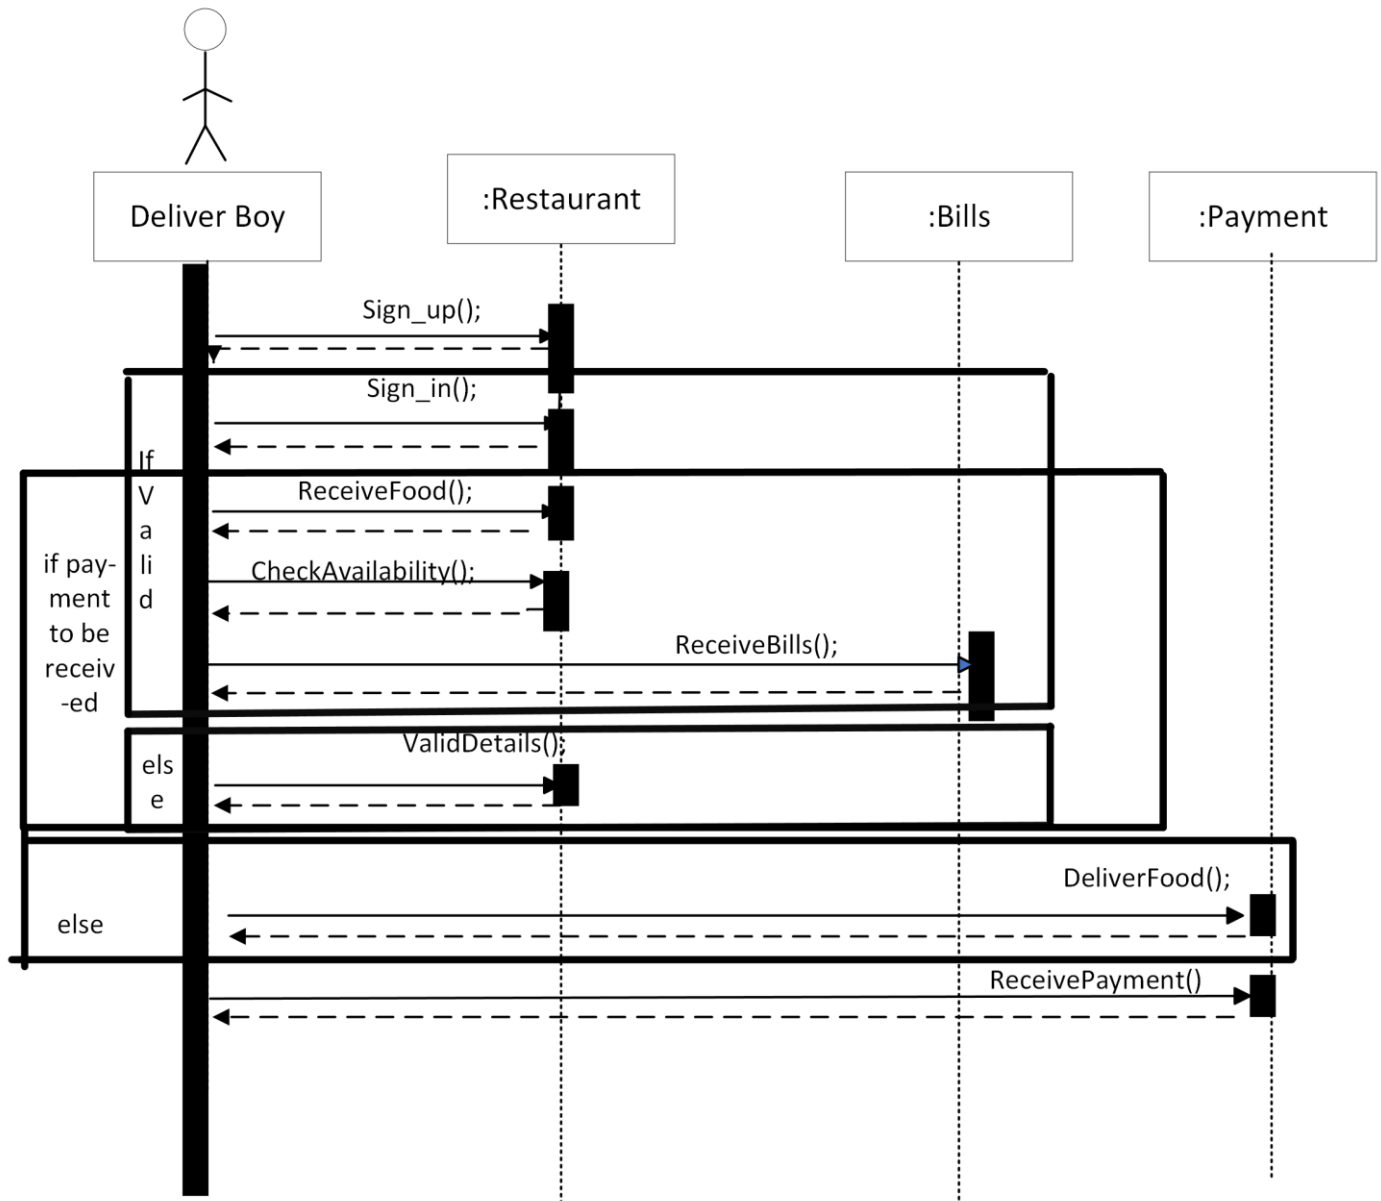 Deliver Boy
:Restaurant
:Bills
:Payment
Sign_up();
Sign_in();
If
V
a
li
d
ReceiveFood();
if pay-
ment
to be
receiv
-ed
CheckAvailability();
ReceiveBills();
ValidDetails();
els
e
DeliverFood();
else
ReceivePayment()